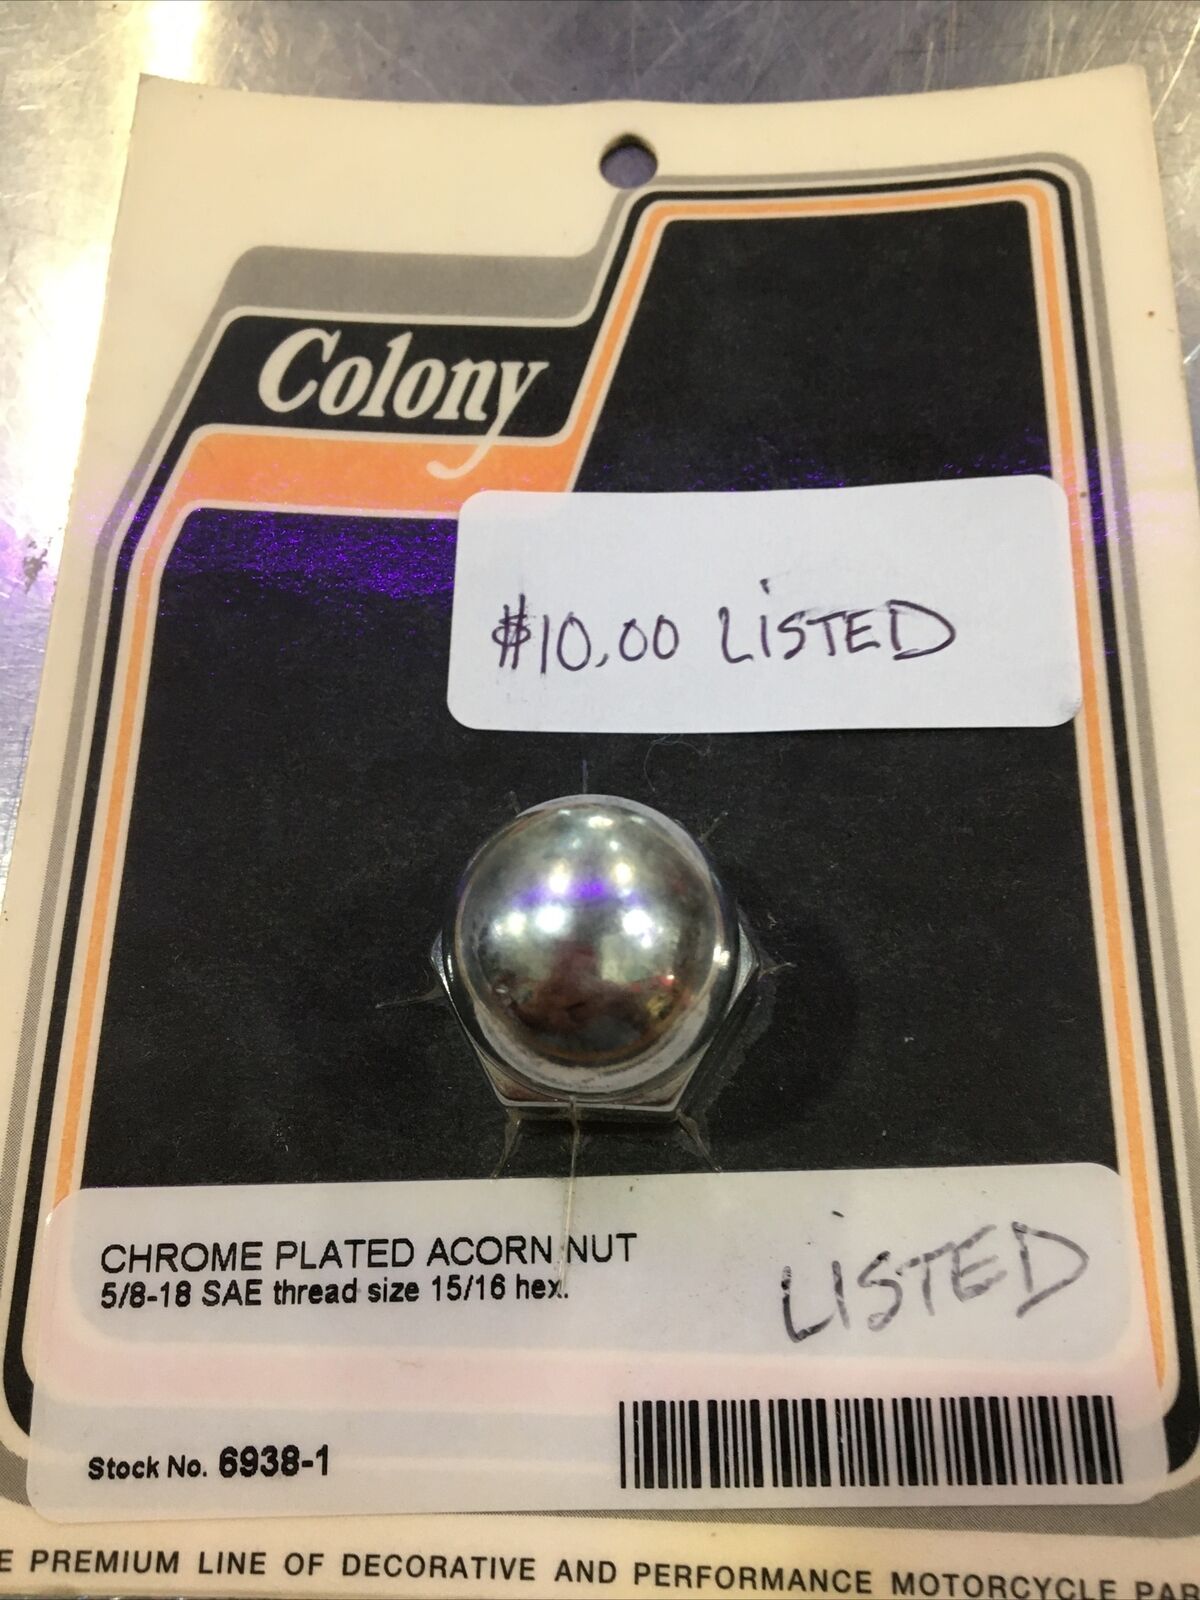 Colony
$10.00 LiSTED
CHROME PLATED ACORN NUT
5/8-18 SAE thread size 15/16 hex.
LiSTED
Stock No. 6938-1
E PREMIUM LINE OF DECORATIVE AND PERFORMANCE MOTORCYCLE PAR